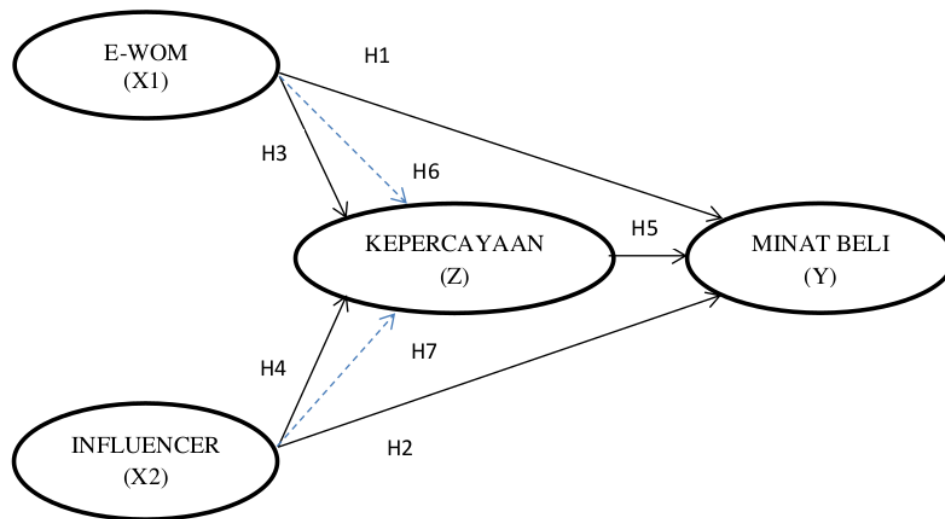 E-WOM
(X1)
H1
H3
H6
KEPERCAYAAN
(Z)
H5
MINAT BELI
(Y)
H4
H7
INFLUENCER
(X2)
H2